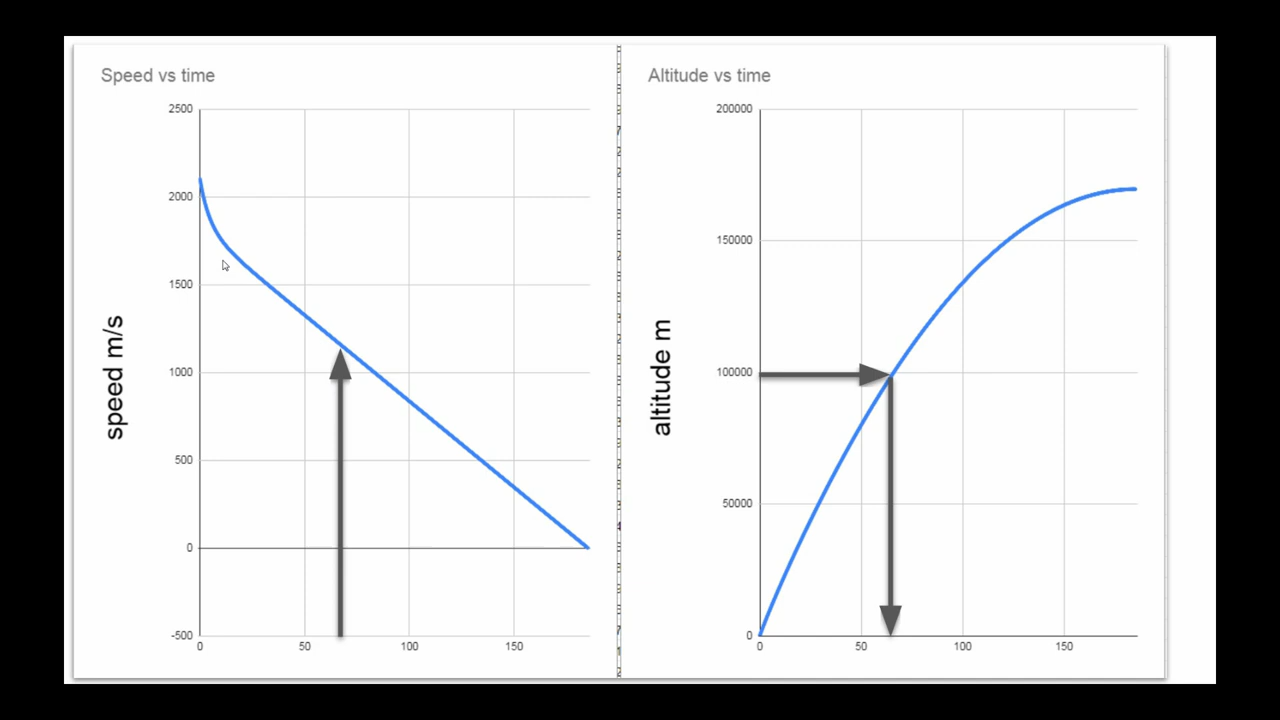 Speed vs time
2500
2000
1500
1000
500
0
-500
0 50 100 150
speed m/s
Altitude vs time
200000
150000
100000
50000
0
0 50 100 150
altitude m